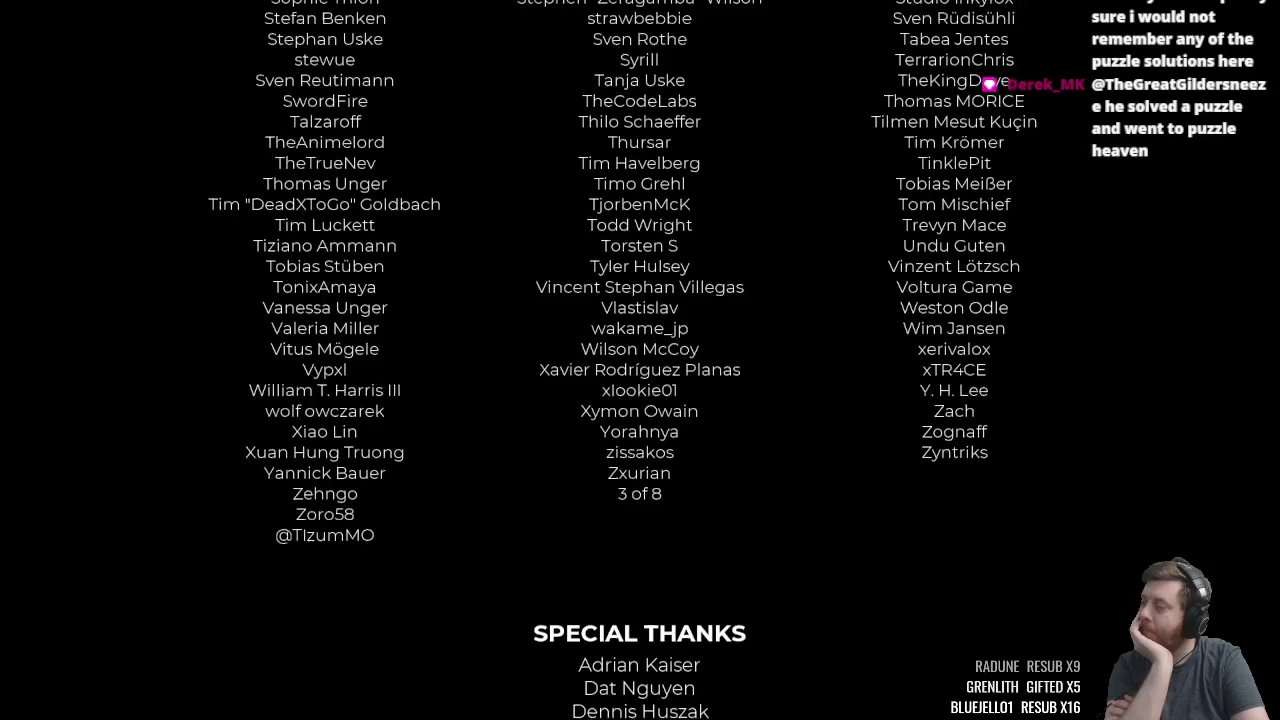 Stefan Benken
Stephan Uske
stewue
Sven Reutimann
SwordFire
Talzaroff
TheAnimelord
TheTrueNev
Thomas Unger
Tim "DeadXToGo" Goldbach
Tim Luckett
Tiziano Ammann
Tobias Stüben
TonixAmaya
Vanessa Unger
Valeria Miller
Vitus Mögele
Vypxl
William T. Harris III
wolf owczarek
Xiao Lin
Xuan Hung Truong
Yannick Bauer
Zehngo
Zoro58
@TIzumMO
strawbebbie
Sven Rothe
Syrill
Tanja Uske
TheCodeLabs
Thilo Schaeffer
Thursar
Tim Havelberg
Timo Grehl
TjorbenMcK
Todd Wright
Torsten S
Tyler Hulsey
Vincent Stephan Villegas
Vlastislav
wakame_jp
Wilson McCoy
Xavier Rodríguez Planas
xlookie01
Xymon Owain
Yorahnya
zissakos
Zxurian
3 of 8
Sven Rüdisühli
Tabea Jentes
TerrarionChris
TheKingDave
Thomas MORICE
Tilmen Mesut Kuçin
Tim Krömer
TinklePit
Tobias Meißer
Tom Mischief
Trevyn Mace
Undu Guten
Vinzent Lötzsch
Voltura Game
Weston Odle
Wim Jansen
xerivalox
xTR4CE
Y. H. Lee
Zach
Zognaff
Zyntriks
SPECIAL THANKS
Adrian Kaiser
Dat Nguyen
Dennis Huszak
sure i would not
remember any of the
puzzle solutions here
Derek_MK @TheGreatGildersneez
e he solved a puzzle
and went to puzzle
heaven
RADUNE RESUB X9
GRENLITH GIFTED X5
BLUEJELLO1 RESUB X16